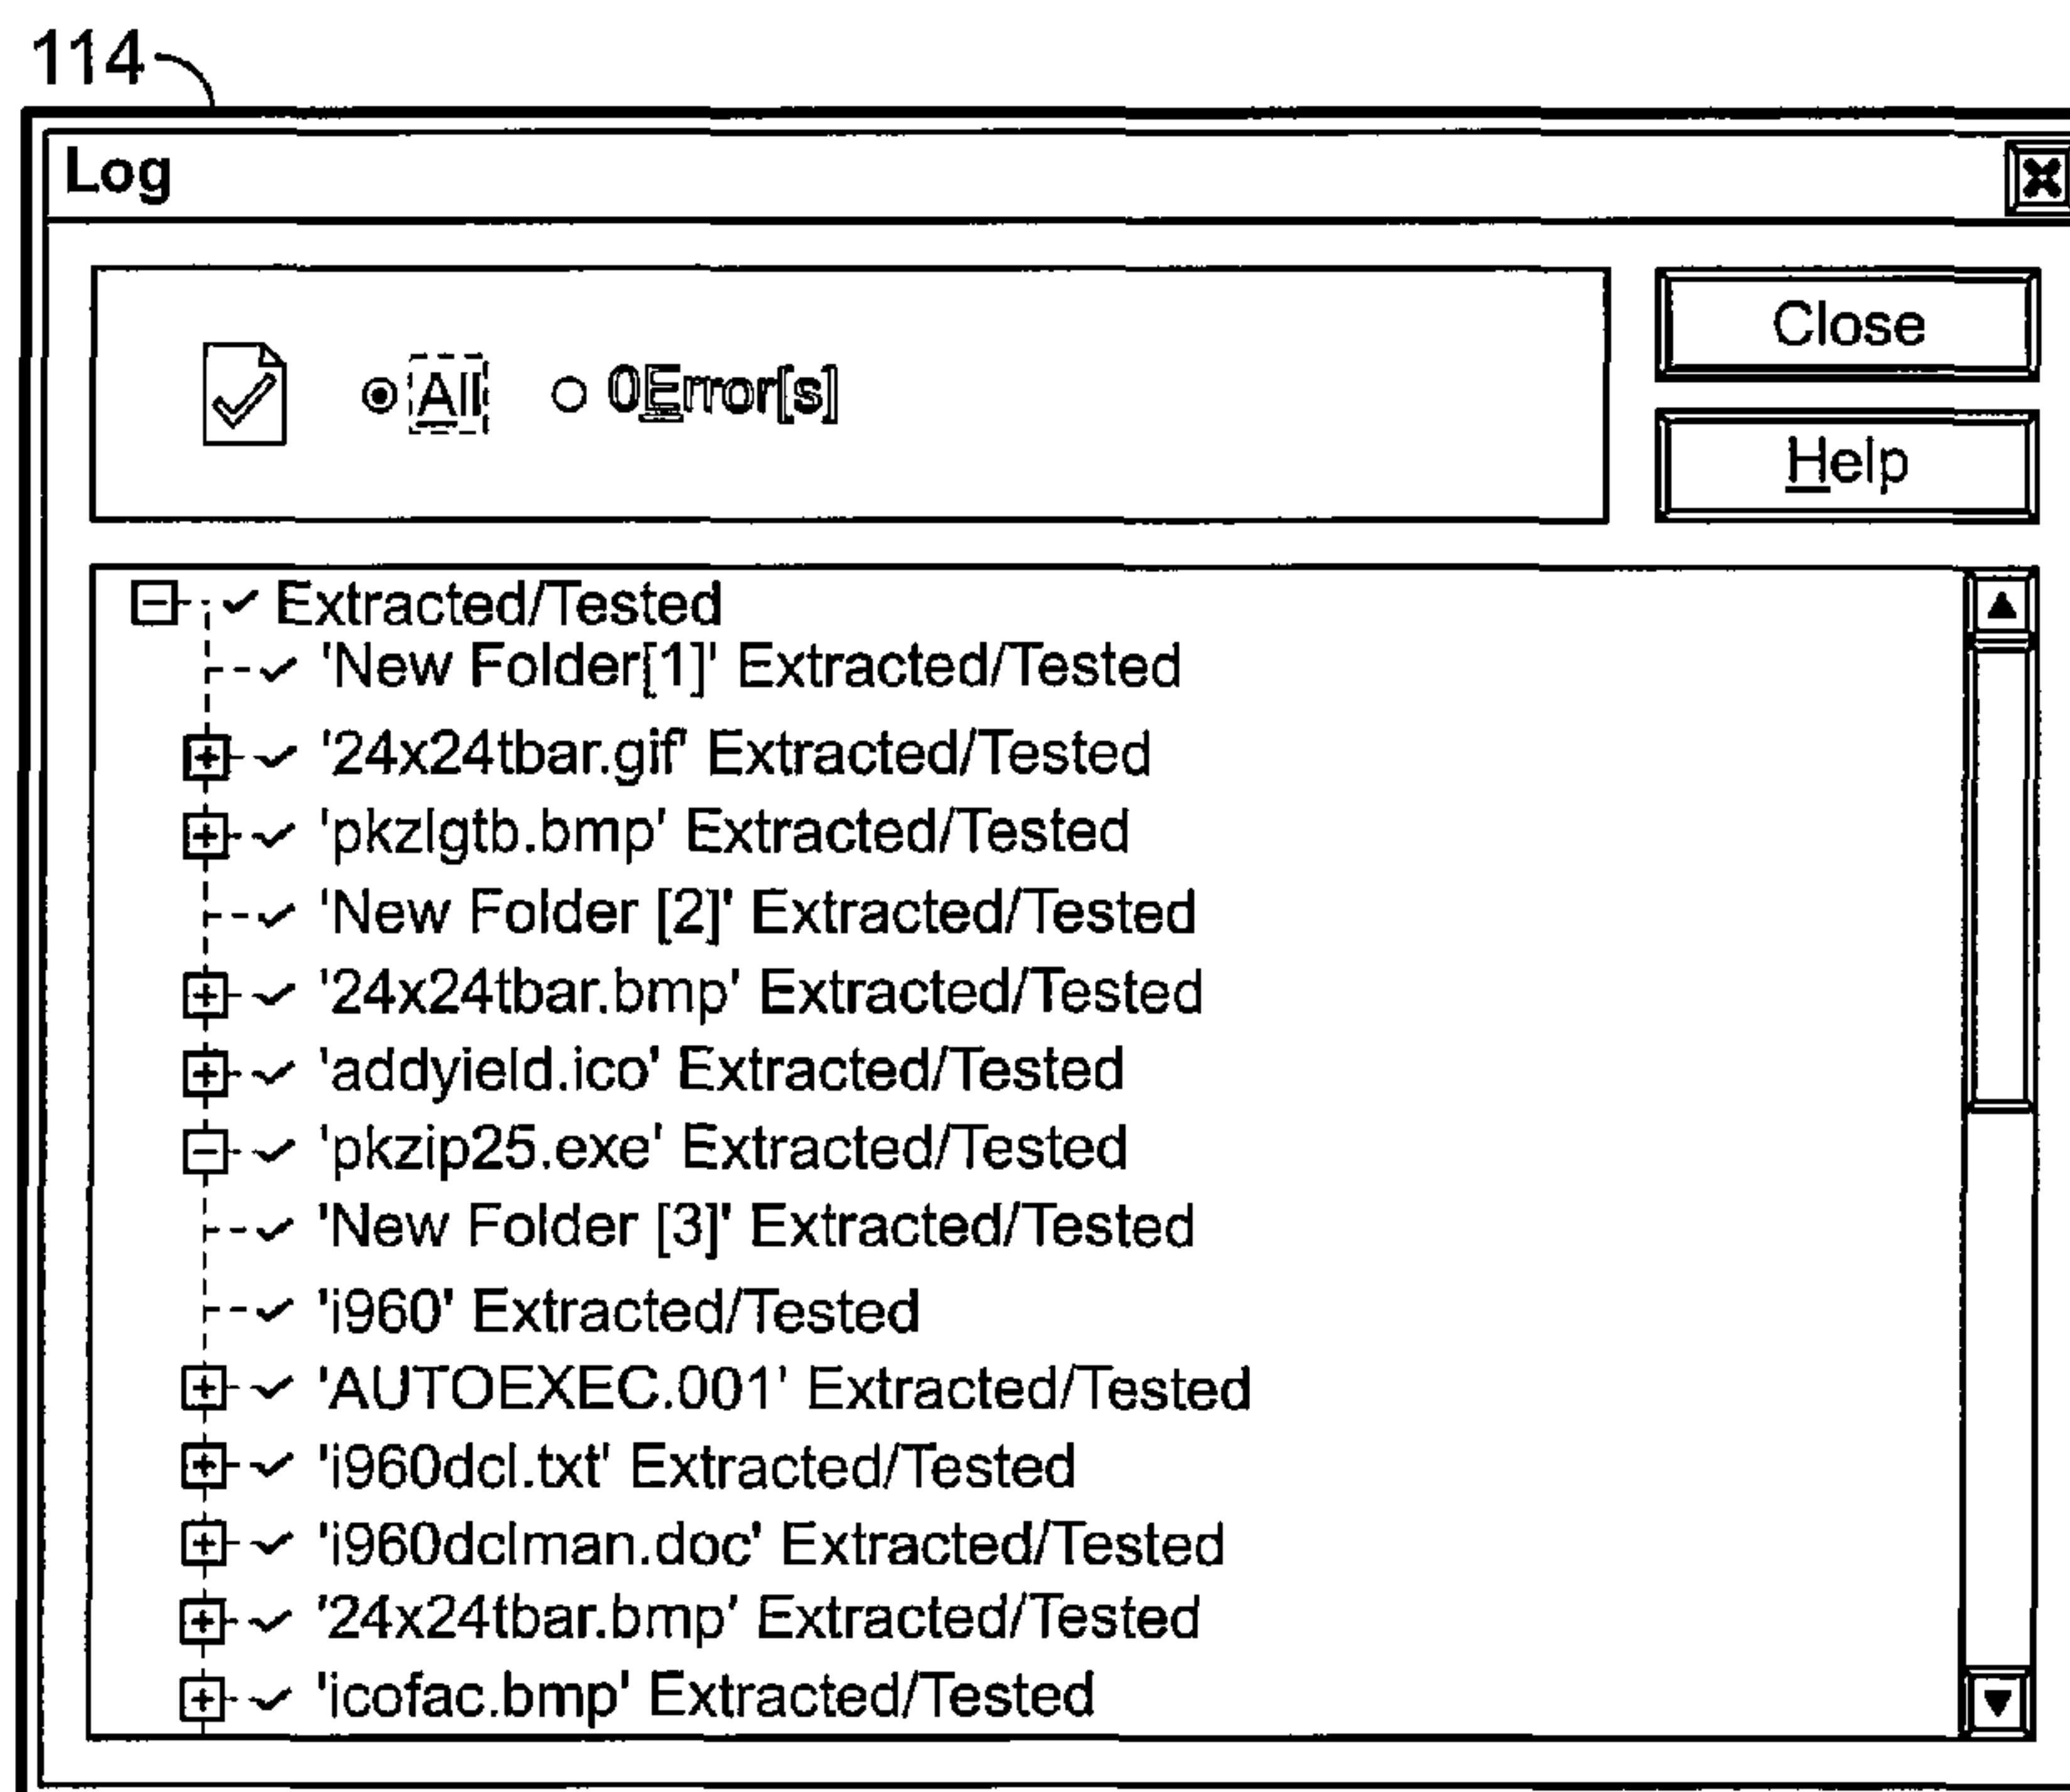 114
Log
All 0 Error[s]
Close
Help
Extracted/Tested
'New Folder[1]' Extracted/Tested
'24x24tbar.gif' Extracted/Tested
'pkzlgtb.bmp' Extracted/Tested
'New Folder [2]' Extracted/Tested
'24x24tbar.bmp' Extracted/Tested
'addyield.ico' Extracted/Tested
'pkzip25.exe' Extracted/Tested
'New Folder [3]' Extracted/Tested
'i960' Extracted/Tested
'AUTOEXEC.001' Extracted/Tested
'i960dcl.txt' Extracted/Tested
'i960dclman.doc' Extracted/Tested
'24x24tbar.bmp' Extracted/Tested
'icofac.bmp' Extracted/Tested